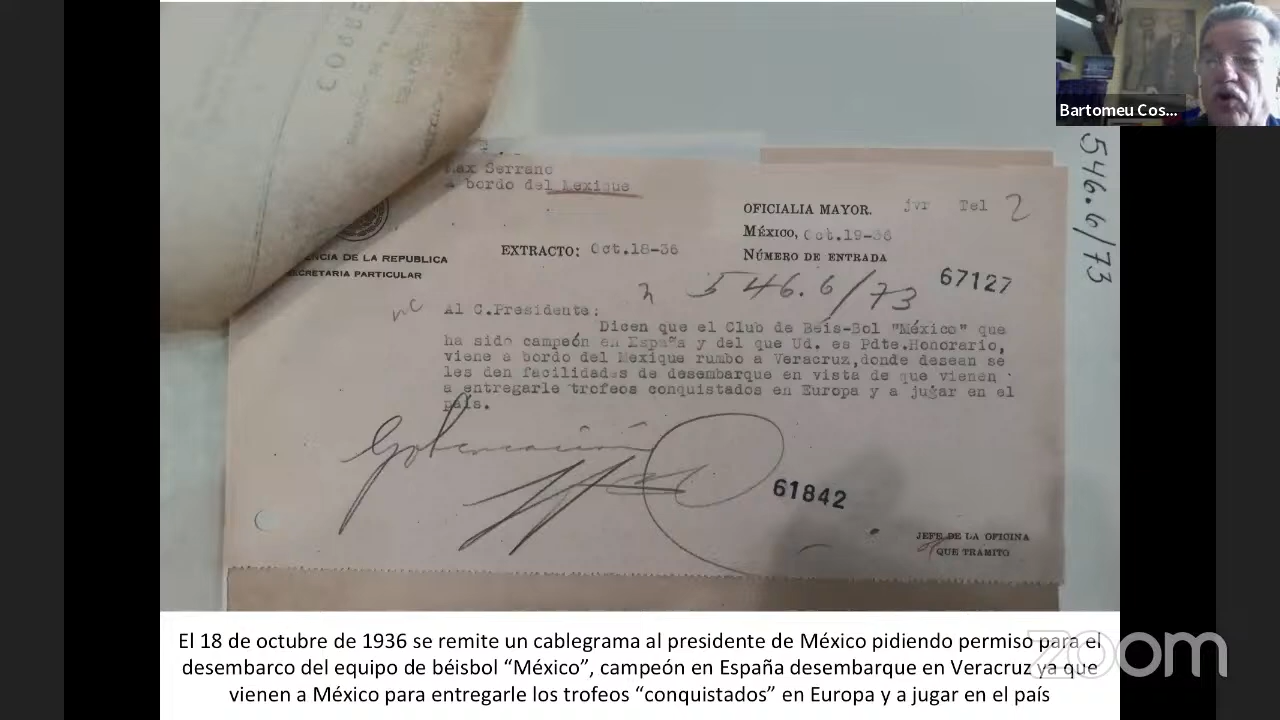 Bartomeu Cos...
COBE
Max Serrano
A bordo del Mexique
OFICIALIA MAYOR. jvr Tel 2
México, Oct.19-36
EXTRACTO: Oct.18-36
NÚMERO DE ENTRADA
67127
ENCIA DE LA REPUBLICA
SECRETARIA PARTICULAR
546.6/73
546.6/73
Al C.Presidente:
Dicen que el Club de Béis-Bol "México" que
ha sido campeón en España y del que Ud. es Pdte.Honorario,
viene a bordo del Mexique rumbo a Veracruz,donde desean se
les den facilidades de desembarque en vista de que vienen
a entregarle trofeos conquistados en Europa y a jugar en el
país.
Gobernación
61842
JEFE DE LA OFICINA
QUE TRAMITO
El 18 de octubre de 1936 se remite un cablegrama al presidente de México pidiendo permiso para el
desembarco del equipo de béisbol “México”, campeón en España desembarque en Veracruz ya que
vienen a México para entregarle los trofeos “conquistados” en Europa y a jugar en el país
zoom